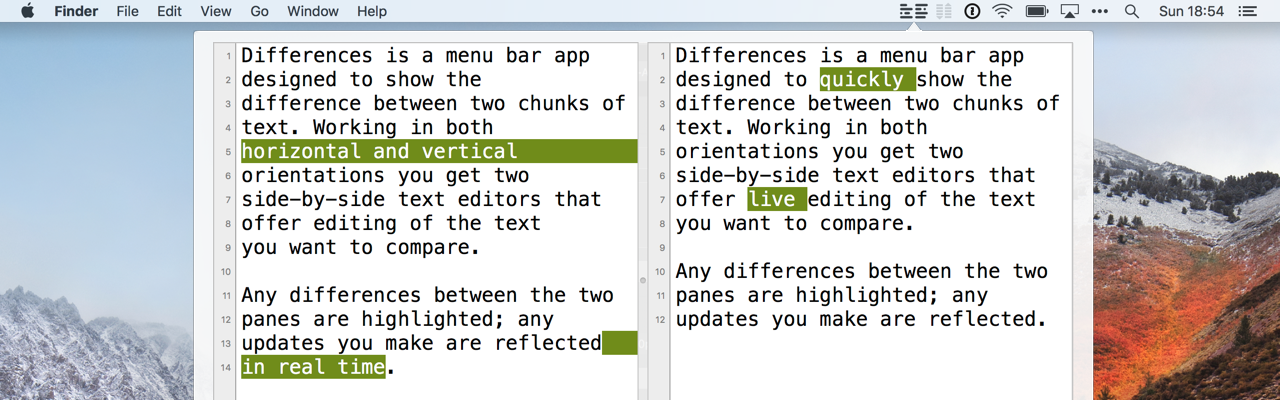 Finder File Edit View Go Window Help Sun 18:54
1 Differences is a menu bar app
2 designed to show the
3 difference between two chunks of
4 text. Working in both
5 horizontal and vertical
6 orientations you get two
7 side-by-side text editors that
8 offer editing of the text
9 you want to compare.
10
11 Any differences between the two
12 panes are highlighted; any
13 updates you make are reflected
14 in real time.
1 Differences is a menu bar app
2 designed to quickly show the
3 difference between two chunks of
4 text. Working in both
5 orientations you get two
6 side-by-side text editors that
7 offer live editing of the text
8 you want to compare.
9
10 Any differences between the two
11 panes are highlighted; any
12 updates you make are reflected.